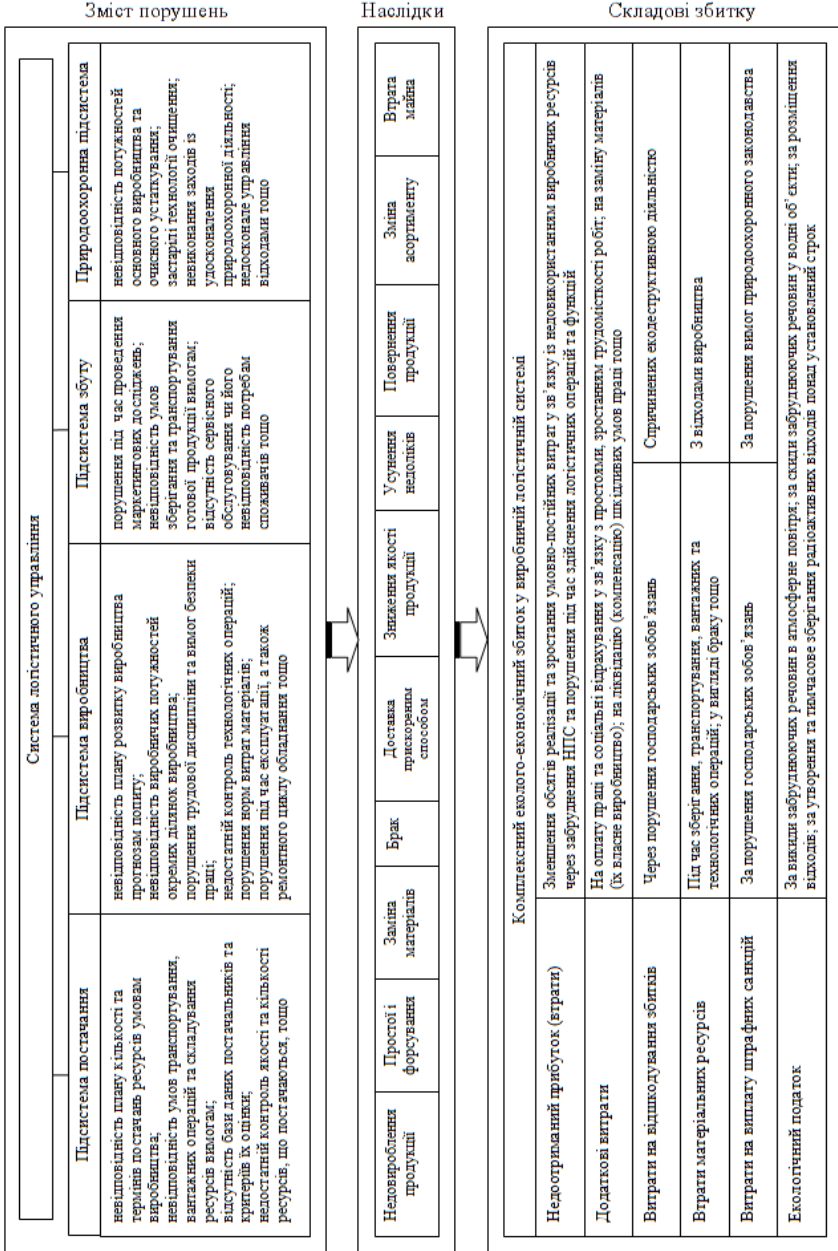 Зміст порушень
Система логістичного управління
Підсистема постачання
невідповідність плану кількості та
термінів постачань ресурсів умовам
виробництва;
невідповідність умов транспортування,
вантажних операцій та складування
ресурсів вимогам;
відсутність бази даних постачальників та
критеріїв їх оцінки;
недостатній контроль якості та кількості
ресурсів, що постачаються, тощо
Підсистема виробництва
невідповідність плану розвитку виробництва
прогнозам попиту;
невідповідність виробничих потужностей
окремих ділянок виробництва;
порушення трудової дисципліни та вимог безпеки
праці;
недостатній контроль технологічних операцій;
порушення норм витрат матеріалів;
порушення під час експлуатації, а також
ремонтного циклу обладнання тощо
Підсистема збуту
порушення під час проведення
маркетингових досліджень;
невідповідність умов
зберігання та транспортування
готової продукції вимогам;
відсутність сервісного
обслуговування чи його
невідповідність потребам
споживачів тощо
Природоохоронна підсистема
невідповідність потужностей
основного виробництва та
очисного устаткування;
застарілі технології очищення;
невиконання заходів із
удосконалення
природоохоронної діяльності;
недосконале управління
відходами тощо
Наслідки
Недовироблення
продукції
Простої і
форсування
Заміна
матеріалів
Брак
Доставка
прискореним
способом
Зниження якості
продукції
Усунення
недоліків
Повернення
продукції
Зміна
асортименту
Втрата
майна
Складові збитку
Комплексний еколого-економічний збиток у виробничій логістичній системі
Недоотриманий прибуток (втрати)
Зменшення обсягів реалізації та зростання умовно-постійних витрат у зв’язку із недовикористанням виробничих ресурсів
через забруднення НПС та порушення під час здійснення логістичних операцій та функцій
Додаткові витрати
На оплату праці та соціальні відрахування у зв’язку з простоями, зростанням трудомісткості робіт; на заміну матеріалів
(їх власне виробництво); на ліквідацію (компенсацію) шкідливих умов праці тощо
Витрати на відшкодування збитків
Через порушення господарських зобов’язань
Спричинених екодеструктивною діяльністю
Втрати матеріальних ресурсів
Під час зберігання, транспортування, вантажних та
технологічних операцій; у вигляді браку тощо
З відходами виробництва
Витрати на виплату штрафних санкцій
За порушення господарських зобов’язань
За порушення вимог природоохоронного законодавства
Екологічний податок
За викиди забруднюючих речовин в атмосферне повітря; за скиди забруднюючих речовин у водні об’єкти; за розміщення
відходів; за утворення та тимчасове зберігання радіоактивних відходів понад установлений строк